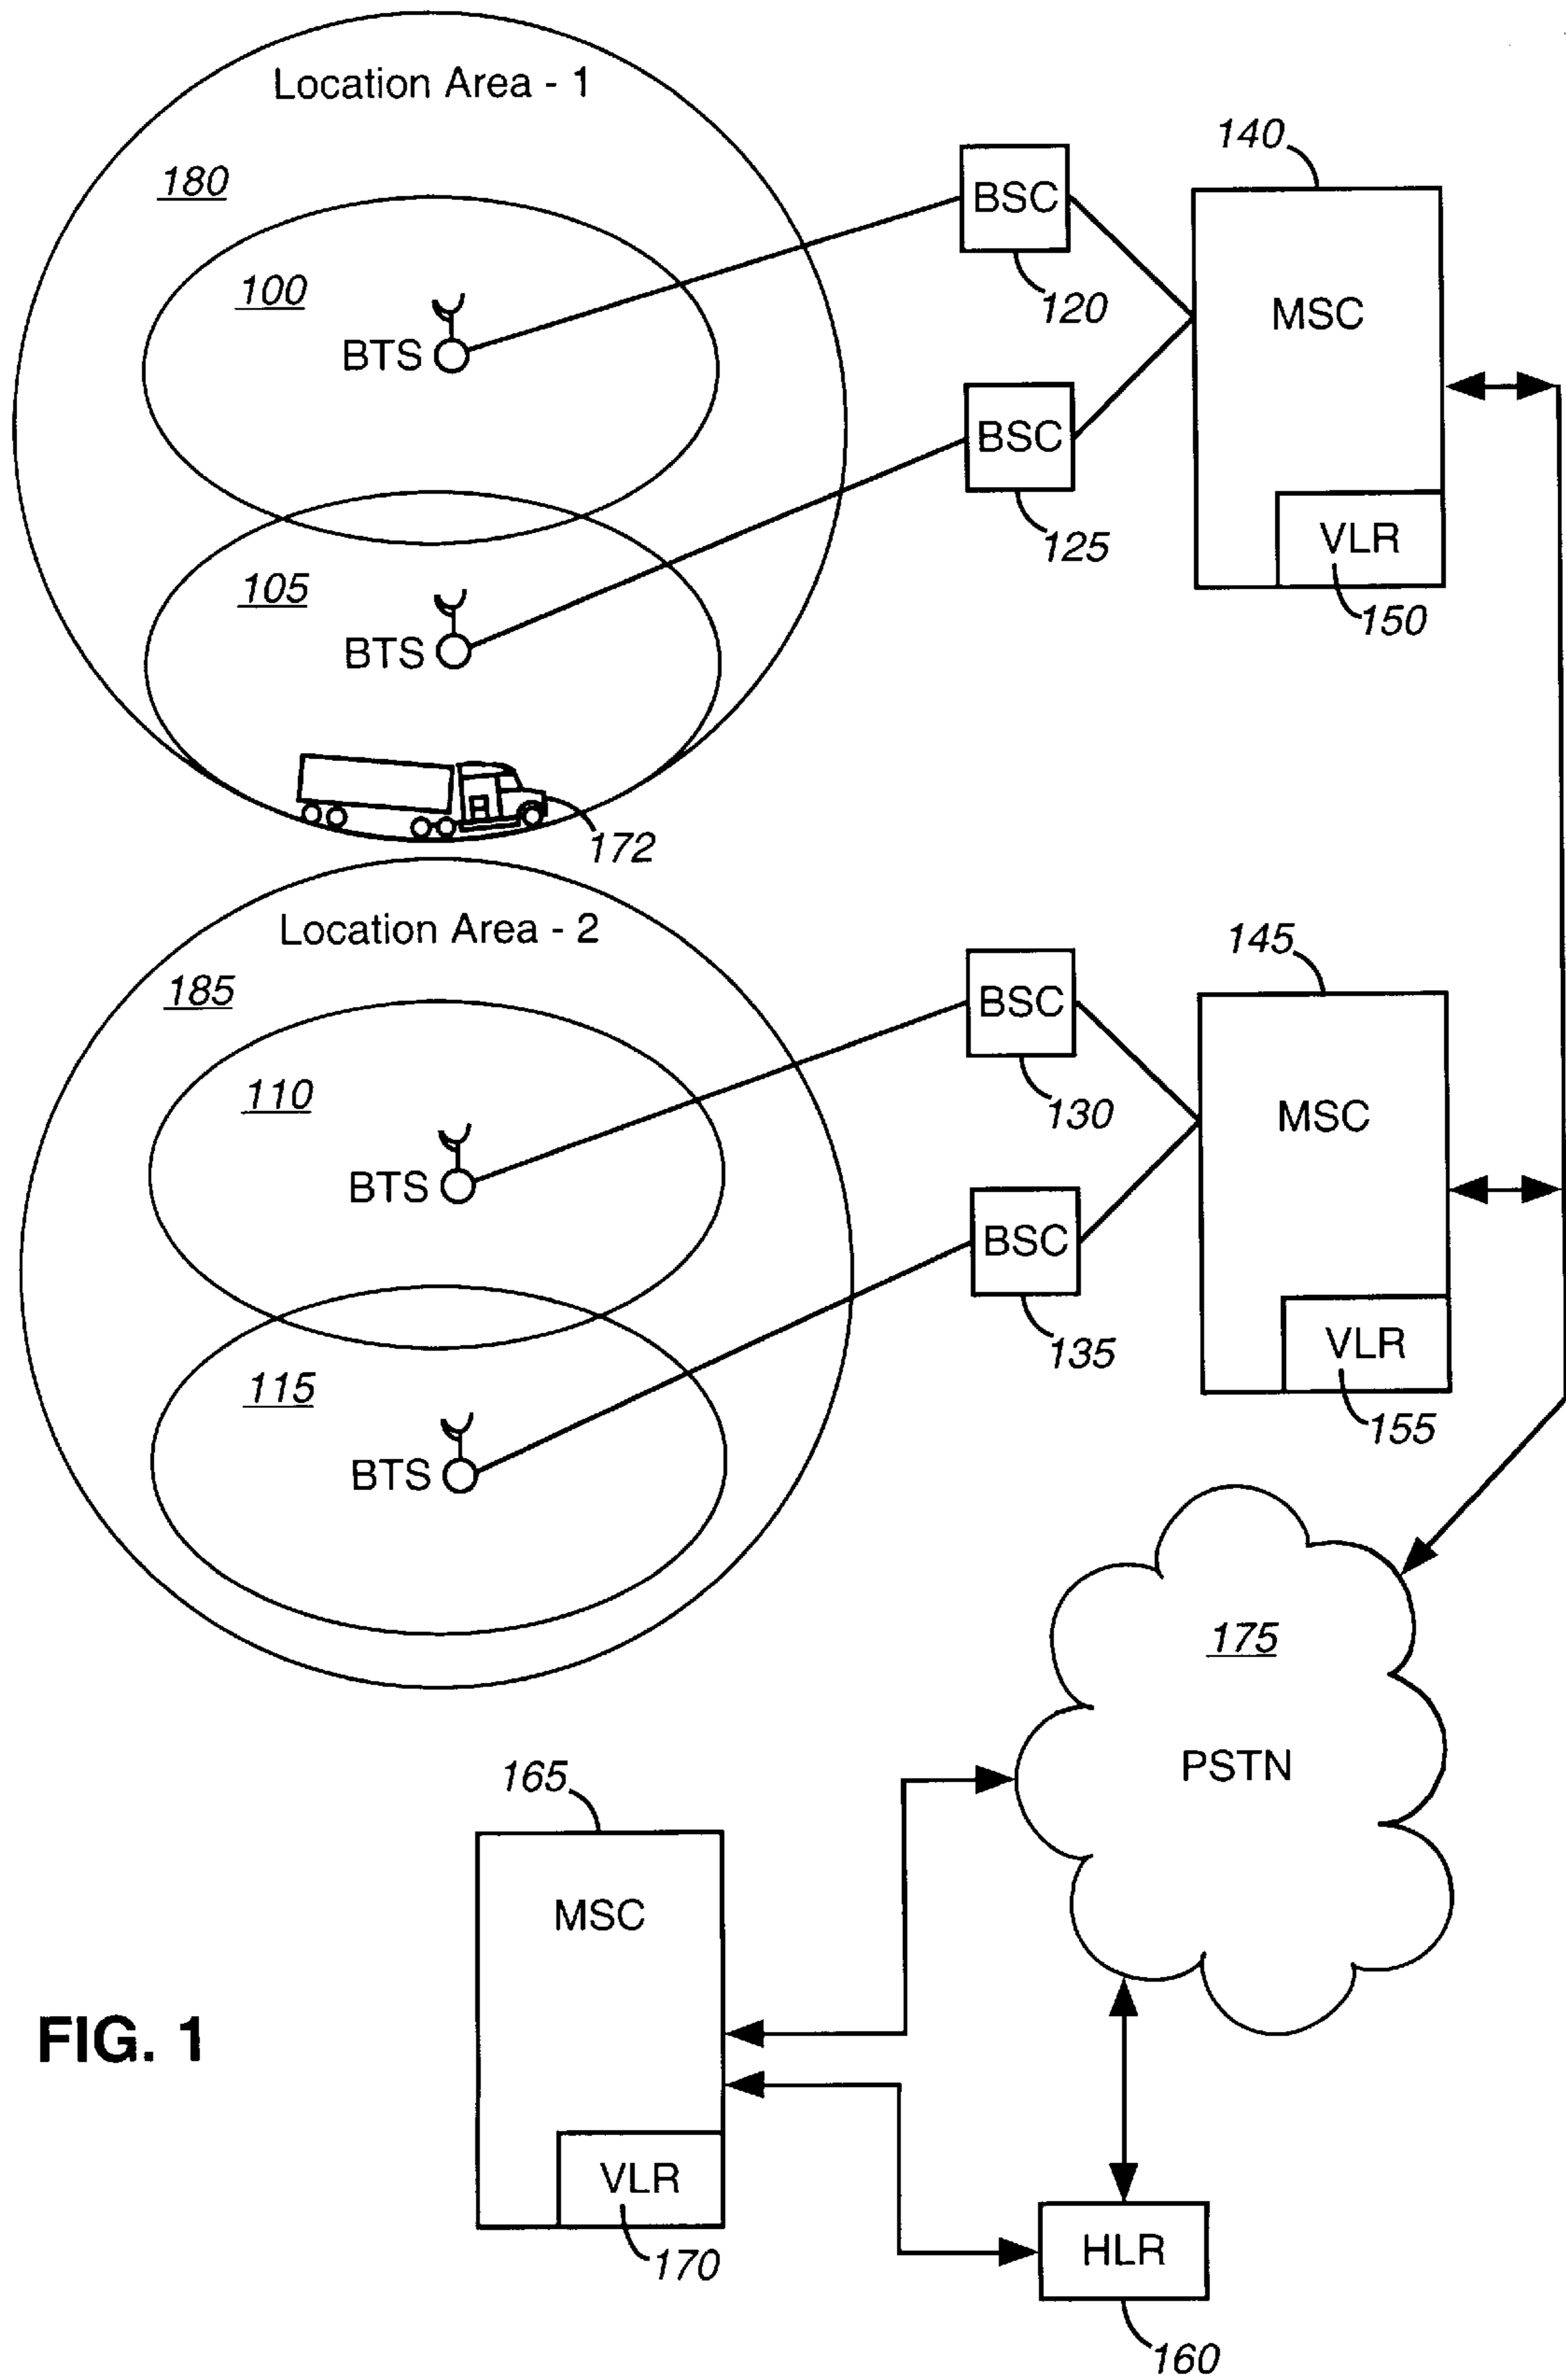 Location Area - 1
140
180
BSC
100
120
MSC
BTS
BSC
VLR
125
105
150
BTS
172
Location Area - 2
145
185
BSC
110
130
MSC
BTS
BSC
135
VLR
115
155
BTS
175
PSTN
165
MSC
FIG. 1
VLR
170
HLR
160